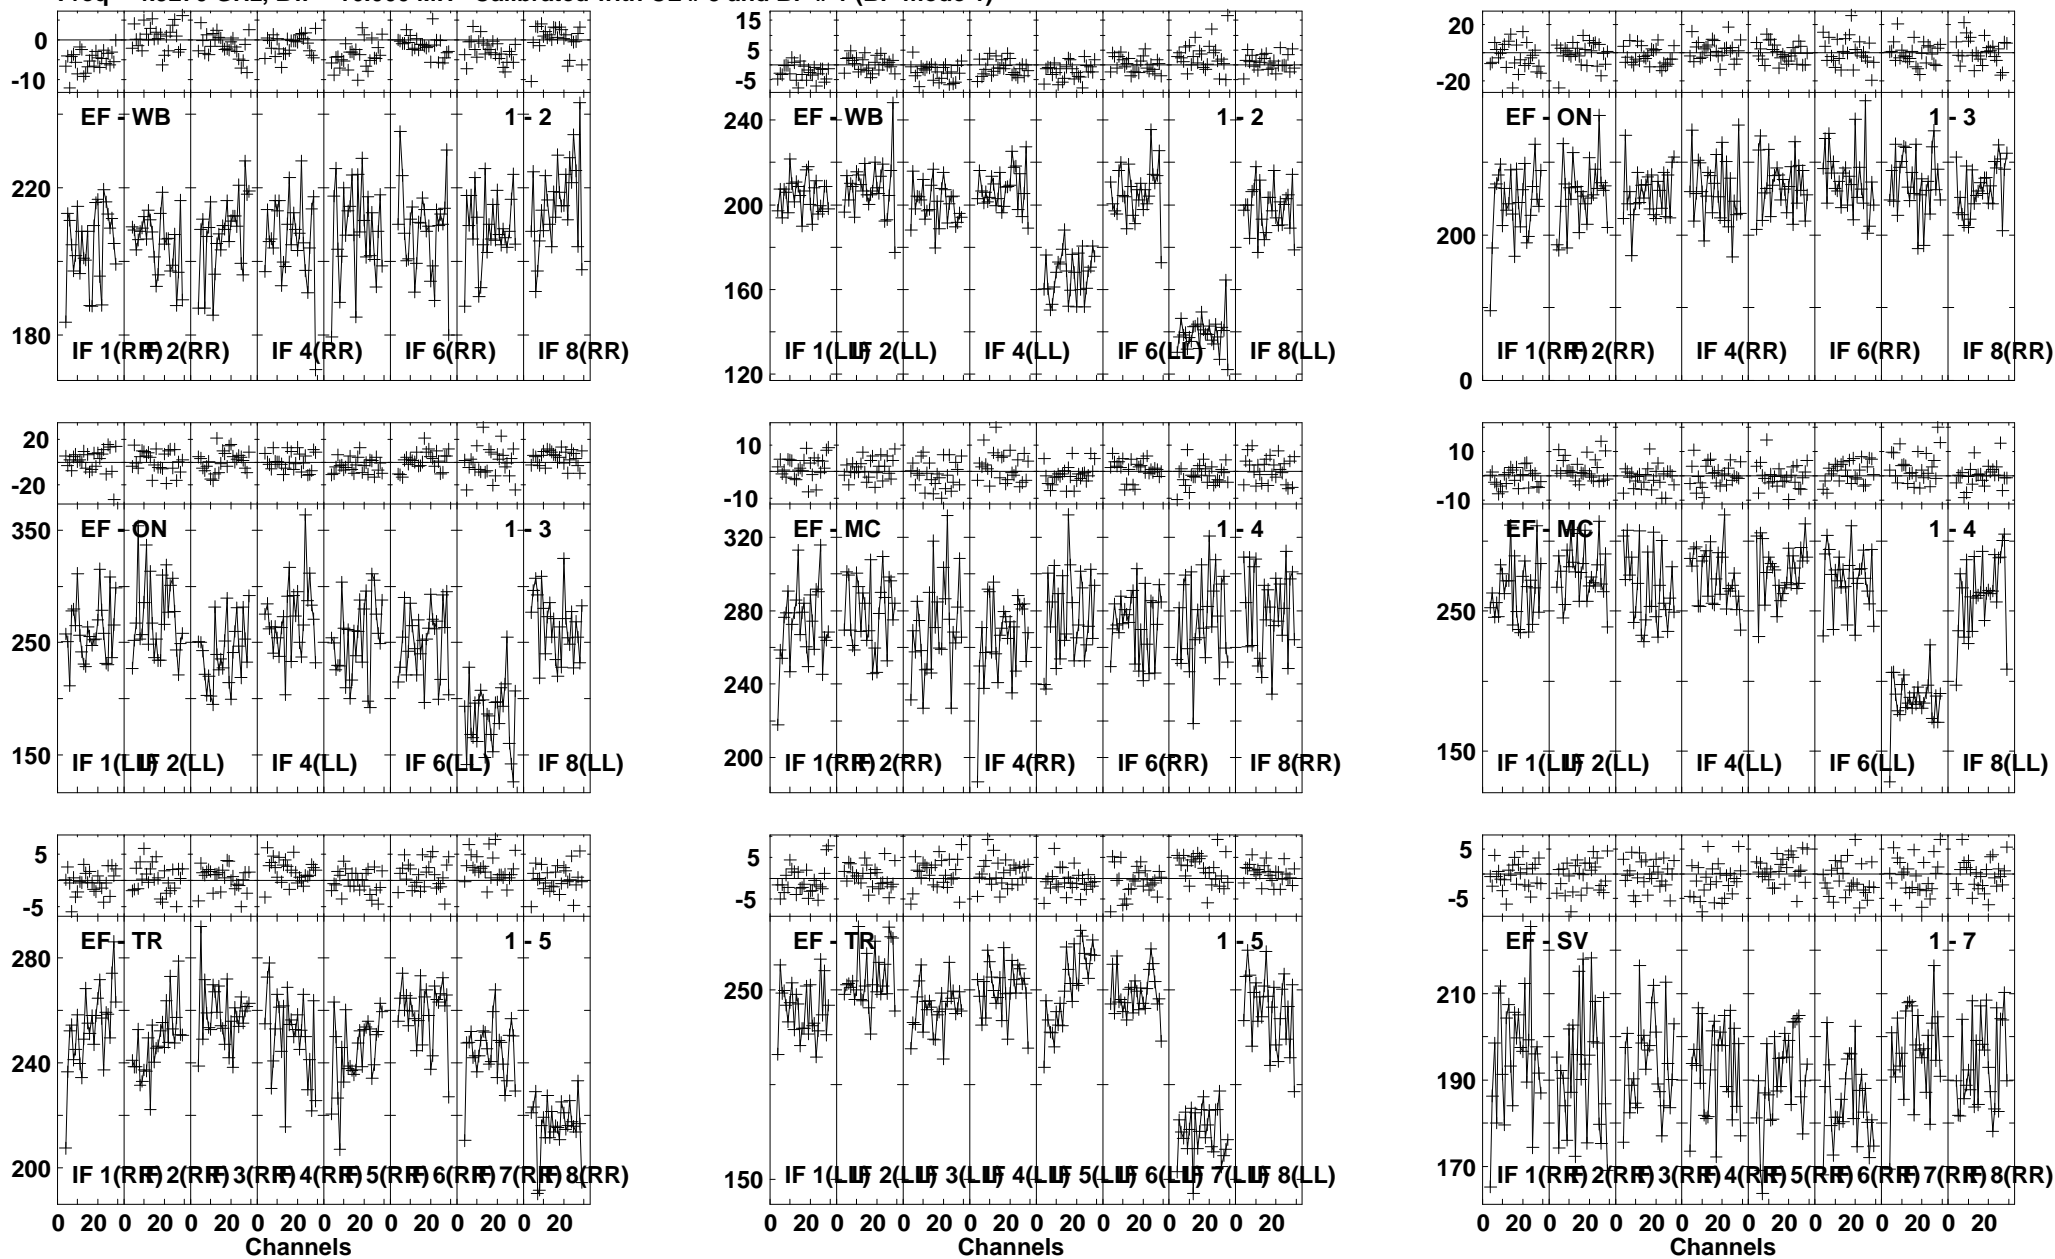 Freq = GHz, Bw = MH Calibrated with CL # and BP # 1 (BP mode 1)
0
-10
EF - WB 1 - 2
220
180
IF 1(RR) IF 2(RR) IF 4(RR) IF 6(RR) IF 8(RR)
15
5
-5
EF - WB 1 - 2
240
200
160
120
IF 1(LL) IF 2(LL) IF 4(LL) IF 6(LL) IF 8(LL)
20
0
-20
EF - ON 1 - 3
200
0
IF 1(RR) IF 2(RR) IF 4(RR) IF 6(RR) IF 8(RR)
20
0
-20
EF - ON 1 - 3
350
250
150
IF 1(LL) IF 2(LL) IF 4(LL) IF 6(LL) IF 8(LL)
10
-10
EF - MC 1 - 4
320
280
240
200
IF 1(RR) IF 2(RR) IF 4(RR) IF 6(RR) IF 8(RR)
10
-10
EF - MC 1 - 4
250
150
IF 1(LL) IF 2(LL) IF 4(LL) IF 6(LL) IF 8(LL)
5
-5
EF - TR 1 - 5
280
240
200
IF 1(RR) IF 2(RR) IF 3(RR) IF 4(RR) IF 5(RR) IF 6(RR) IF 7(RR) IF 8(RR)
0 20 0 20 0 20 0 20 0 20 0 20 0 20 0 20
Channels
5
-5
EF - TR 1 - 5
250
150
IF 1(LL) IF 2(LL) IF 3(LL) IF 4(LL) IF 5(LL) IF 6(LL) IF 7(LL) IF 8(LL)
0 20 0 20 0 20 0 20 0 20 0 20 0 20 0 20
Channels
5
-5
EF - SV 1 - 7
210
190
170
IF 1(RR) IF 2(RR) IF 3(RR) IF 4(RR) IF 5(RR) IF 6(RR) IF 7(RR) IF 8(RR)
0 20 0 20 0 20 0 20 0 20 0 20 0 20 0 20
Channels